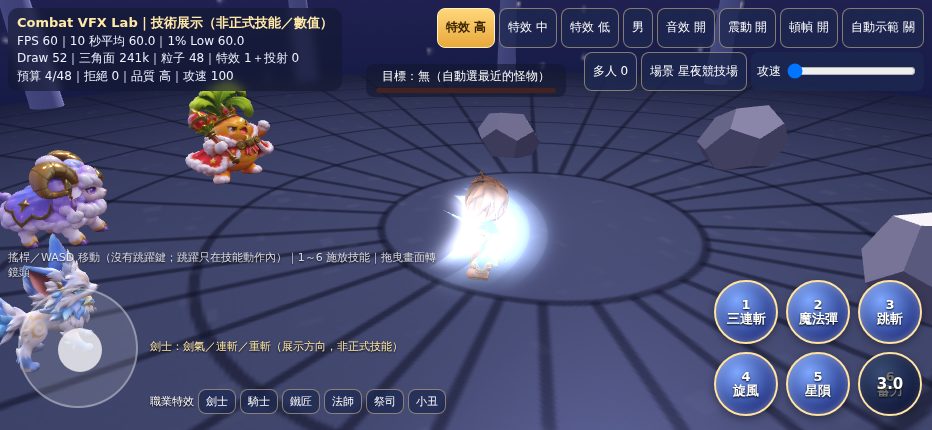 Combat VFX Lab｜技術展示（非正式技能／數值）
FPS 60｜10 秒平均 60.0｜1% Low 60.0
Draw 52｜三角面 241k｜粒子 48｜特效 1＋投射 0
預算 4/48｜拒絕 0｜品質 高｜攻速 100
特效 高
特效 中
特效 低
男
音效 開
震動 開
頓幀 開
自動示範 關
多人 0
場景 星夜競技場
攻速
目標：無（自動選最近的怪物）
搖桿／WASD 移動（沒有跳躍鍵；跳躍只在技能動作內）｜1～6 施放技能｜拖曳畫面轉
鏡頭
1
三連斬
2
魔法彈
3
跳斬
4
旋風
5
星隕
3.0
劍士：劍氣／連斬／重斬（展示方向，非正式技能）
職業特效
劍士
騎士
鐵匠
法師
祭司
小丑